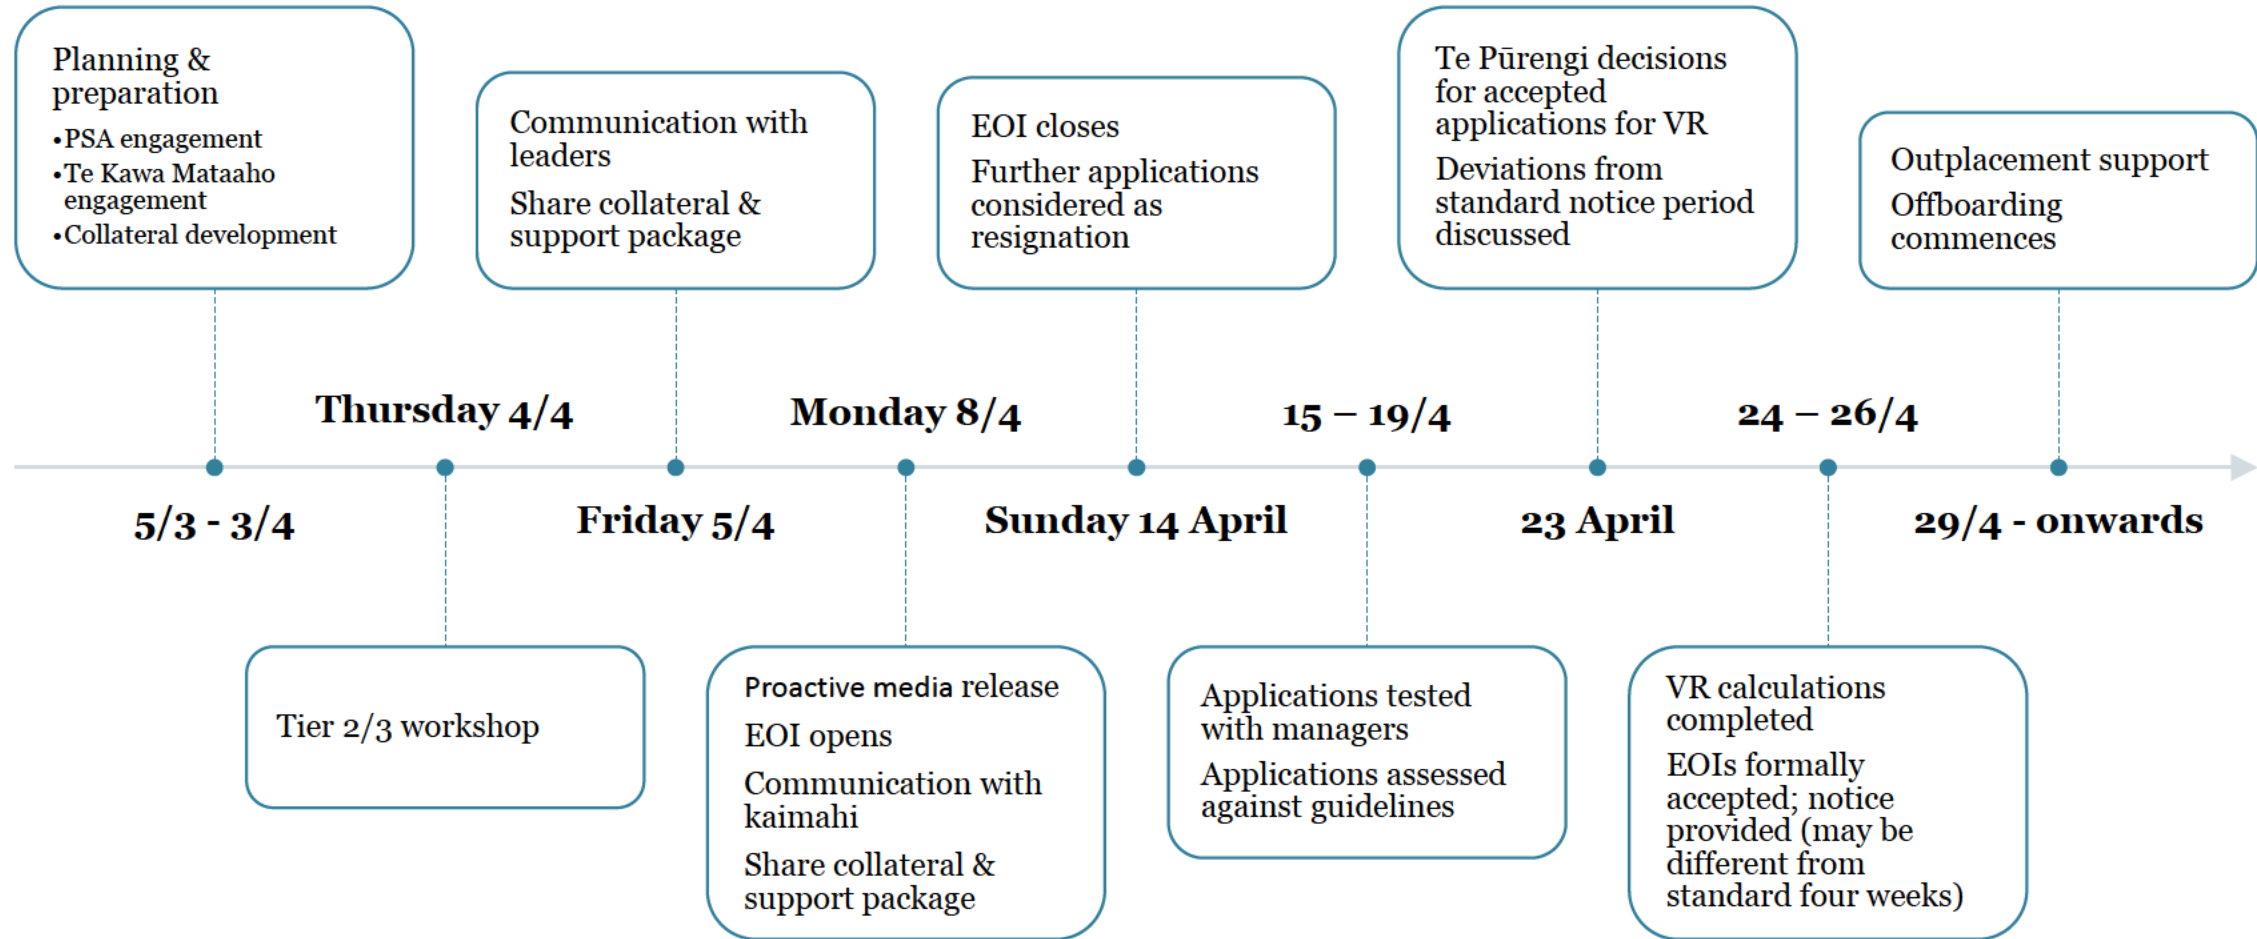 Planning &
preparation
•PSA engagement
•Te Kawa Mataaho
engagement
•Collateral development
Communication with
leaders
Share collateral &
support package
EOI closes
Further applications
considered as
resignation
Te Pūrengi decisions
for accepted
applications for VR
Deviations from
standard notice period
discussed
Outplacement support
Offboarding
commences
Thursday 4/4
Monday 8/4
15 – 19/4
24 – 26/4
5/3 - 3/4
Friday 5/4
Sunday 14 April
23 April
29/4 - onwards
Tier 2/3 workshop
Proactive media release
EOI opens
Communication with
kaimahi
Share collateral &
support package
Applications tested
with managers
Applications assessed
against guidelines
VR calculations
completed
EOIs formally
accepted; notice
provided (may be
different from
standard four weeks)